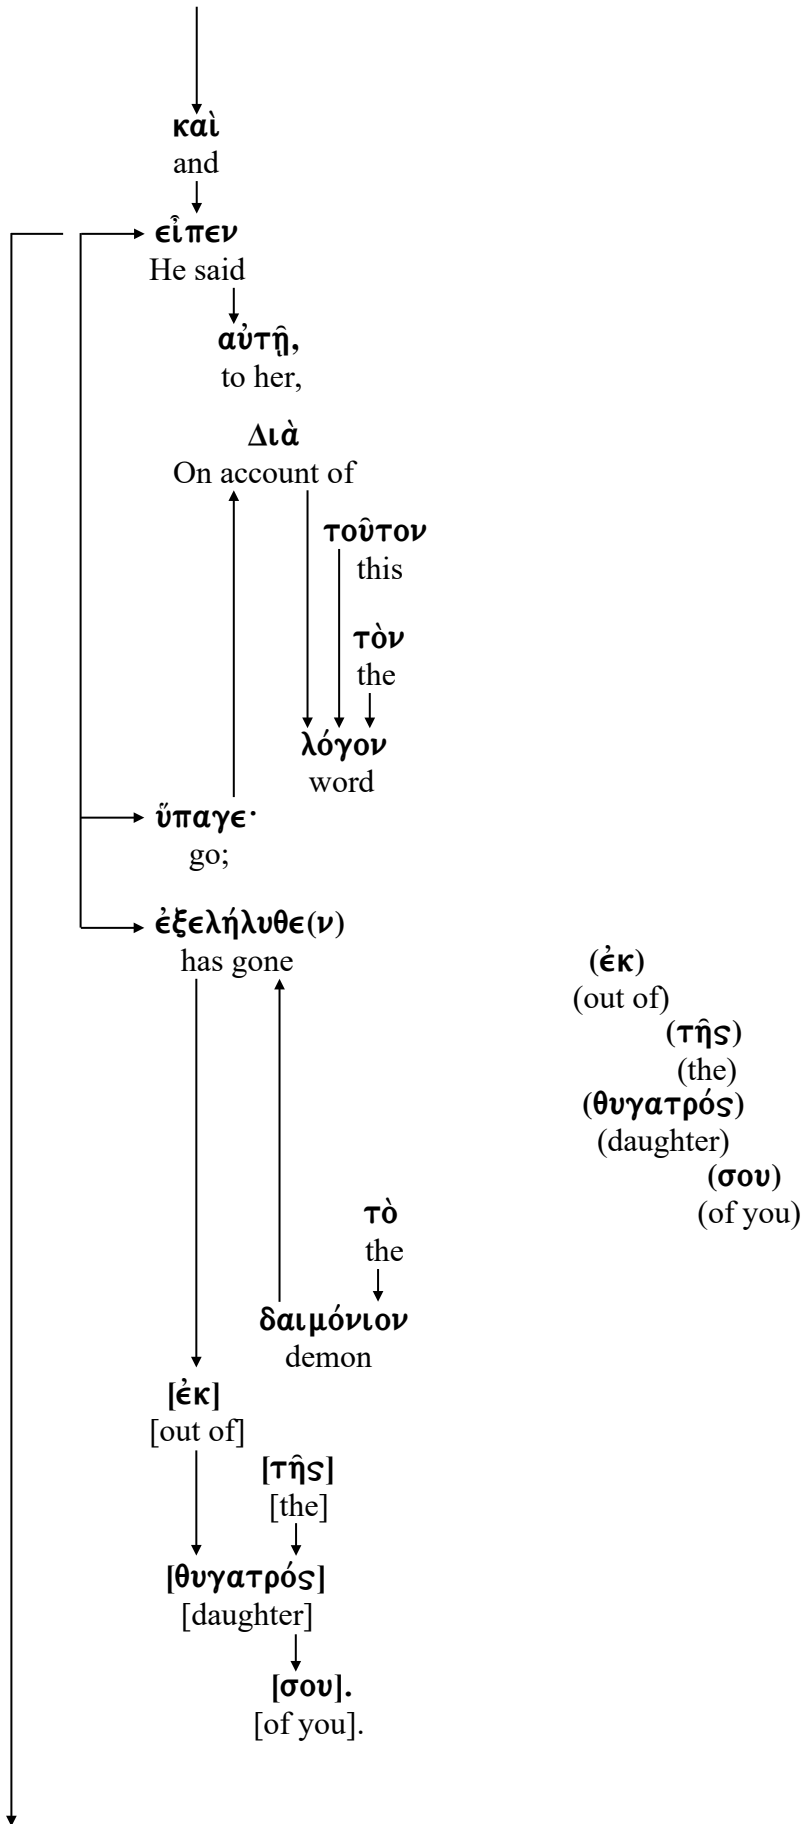 καὶ
and
εἶπεν
He said
αὐτῇ,
to her,
Διὰ
On account of
τοῦτον
this
τὸν
the
λόγον
word
ὕπαγε·
go;
ἐξελήλυθε(ν)
has gone
(ἐκ)
(out of)
(τῆς)
(the)
(θυγατρός)
(daughter)
(σου)
(of you)
τὸ
the
δαιμόνιον
demon
[ἐκ]
[out of]
[τῆς]
[the]
[θυγατρός]
[daughter]
[σου].
[of you].